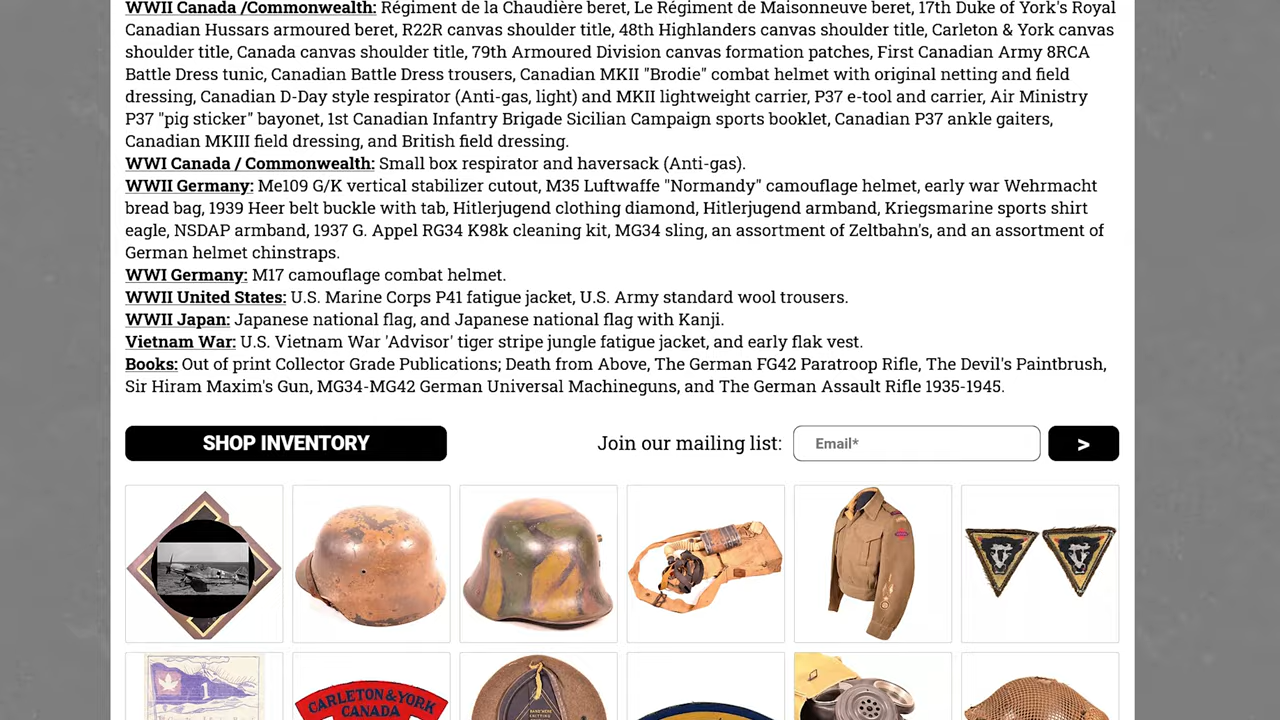 WWII Canada /Commonwealth: Régiment de la Chaudière beret, Le Régiment de Maisonneuve beret, 17th Duke of York's Royal
Canadian Hussars armoured beret, R22R canvas shoulder title, 48th Highlanders canvas shoulder title, Carleton & York canvas
shoulder title, Canada canvas shoulder title, 79th Armoured Division canvas formation patches, First Canadian Army 8RCA
Battle Dress tunic, Canadian Battle Dress trousers, Canadian MKII "Brodie" combat helmet with original netting and field
dressing, Canadian D-Day style respirator (Anti-gas, light) and MKII lightweight carrier, P37 e-tool and carrier, Air Ministry
P37 "pig sticker" bayonet, 1st Canadian Infantry Brigade Sicilian Campaign sports booklet, Canadian P37 ankle gaiters,
Canadian MKIII field dressing, and British field dressing.
WWI Canada / Commonwealth: Small box respirator and haversack (Anti-gas).
WWII Germany: Me109 G/K vertical stabilizer cutout, M35 Luftwaffe "Normandy" camouflage helmet, early war Wehrmacht
bread bag, 1939 Heer belt buckle with tab, Hitlerjugend clothing diamond, Hitlerjugend armband, Kriegsmarine sports shirt
eagle, NSDAP armband, 1937 G. Appel RG34 K98k cleaning kit, MG34 sling, an assortment of Zeltbahn's, and an assortment of
German helmet chinstraps.
WWI Germany: M17 camouflage combat helmet.
WWII United States: U.S. Marine Corps P41 fatigue jacket, U.S. Army standard wool trousers.
WWII Japan: Japanese national flag, and Japanese national flag with Kanji.
Vietnam War: U.S. Vietnam War 'Advisor' tiger stripe jungle fatigue jacket, and early flak vest.
Books: Out of print Collector Grade Publications; Death from Above, The German FG42 Paratroop Rifle, The Devil's Paintbrush,
Sir Hiram Maxim's Gun, MG34-MG42 German Universal Machineguns, and The German Assault Rifle 1935-1945.
SHOP INVENTORY
Join our mailing list:
Email*
>
CARLETON & YORK
CANADA